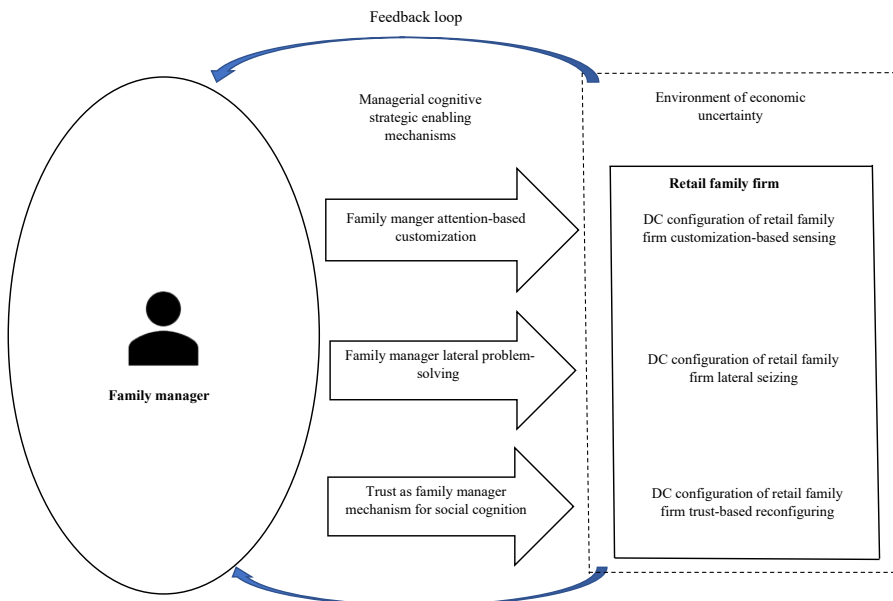 Feedback loop
Managerial cognitive
strategic enabling
mechanisms
Environment of economic
uncertainty
Retail family firm
Family manger attention-based
customization
DC configuration of retail family
firm customization-based sensing
Family manager lateral problem-
solving
DC configuration of retail family
firm lateral seizing
Family manager
Trust as family manager
mechanism for social cognition
DC configuration of retail family
firm trust-based reconfiguring